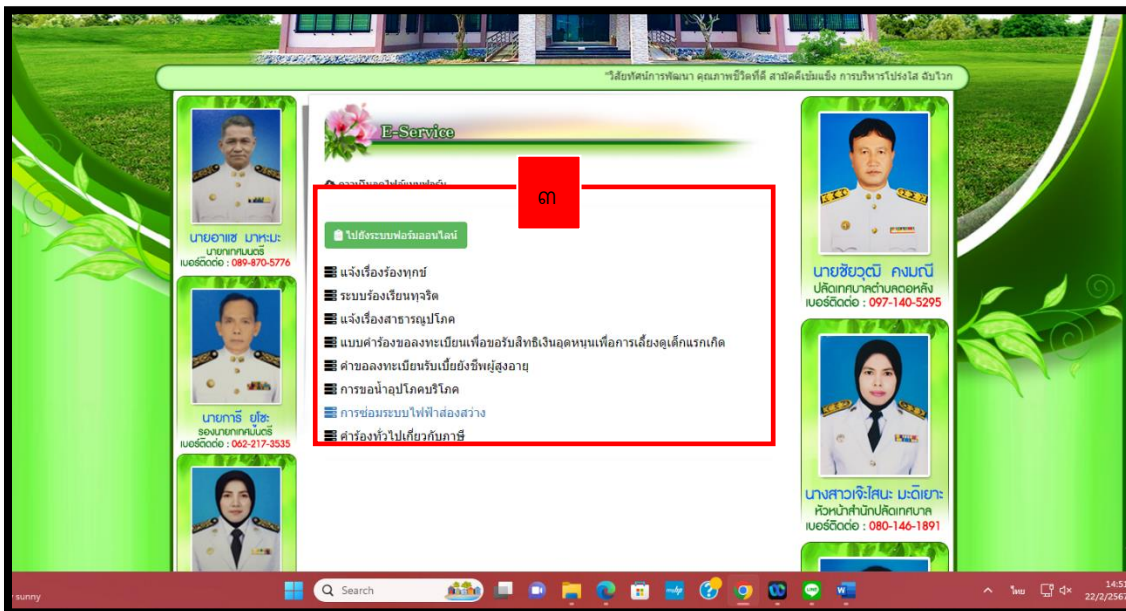 "วิสัยทัศน์การพัฒนา คุณภาพชีวิตที่ดี สามัคคีเข้มแข็ง การบริหารโปร่งใส ฉับไวก
E-Service
๓
ไปยังระบบฟอร์มออนไลน์
แจ้งเรื่องร้องทุกข์
ระบบร้องเรียนทุจริต
แจ้งเรื่องสาธารณูปโภค
แบบคำร้องขอลงทะเบียนเพื่อขอรับสิทธิเงินอุดหนุนเพื่อการเลี้ยงดูเด็กแรกเกิด
คำขอลงทะเบียนรับเบี้ยยังชีพผู้สูงอายุ
การขอน้ำอุปโภคบริโภค
การซ่อมระบบไฟฟ้าส่องสว่าง
คำร้องทั่วไปเกี่ยวกับภาษี
นายอาแซ มาหะมะ
นายกเทศมนตรี
เบอร์ติดต่อ : 089-870-5776
นายการี ยูโซะ
รองนายกเทศมนตรี
เบอร์ติดต่อ : 062-217-3535
นายชัยวุฒิ คงมณี
ปลัดเทศบาลตำบลตอหลัง
เบอร์ติดต่อ : 097-140-5295
นางสาวเจ๊ะไสนะ มะดิเยาะ
หัวหน้าสำนักปลัดเทศบาล
เบอร์ติดต่อ : 080-146-1891
sunny
Search
ไทย
14:51
22/2/2567